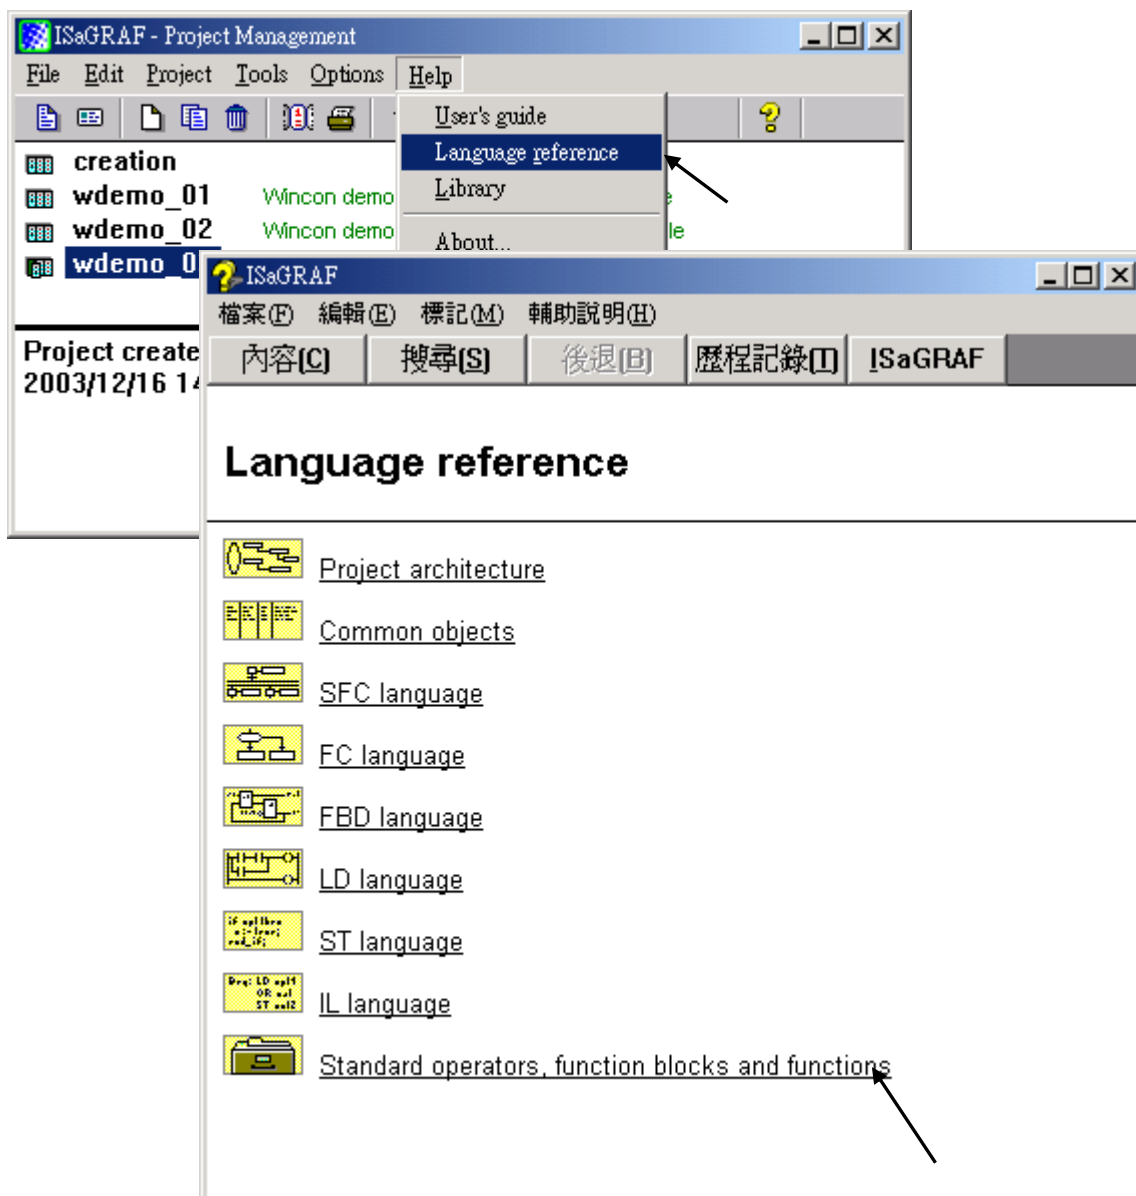 ISaGRAF - Project Management
File Edit Project Tools Options Help
User's guide
Language reference
Library
About...
creation
wdemo_01 Wincon demo
wdemo_02 Wincon demo le
wdemo_0
Project create
2003/12/16 14
ISaGRAF
檔案(F) 編輯(E) 標記(M) 輔助說明(H)
內容(C) 搜尋(S) 後退(B) 歷程記錄(T) ISaGRAF
Language reference
Project architecture
Common objects
SFC language
FC language
FBD language
LD language
ST language
IL language
Standard operators, function blocks and functions